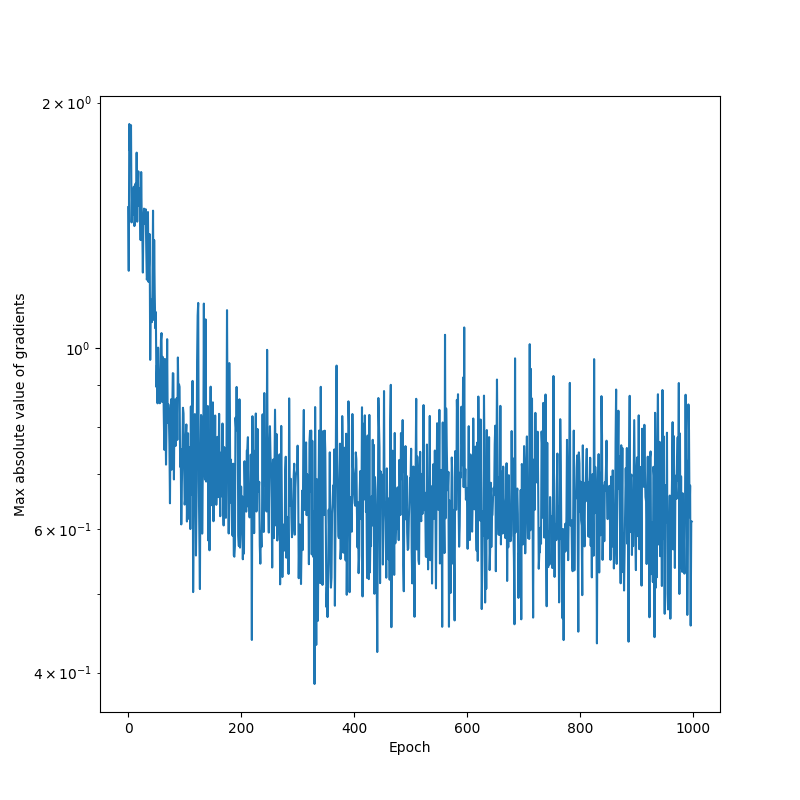 Max absolute value of gradients
2 × 10⁰
10⁰
6 × 10⁻¹
4 × 10⁻¹
0 200 400 600 800 1000
Epoch